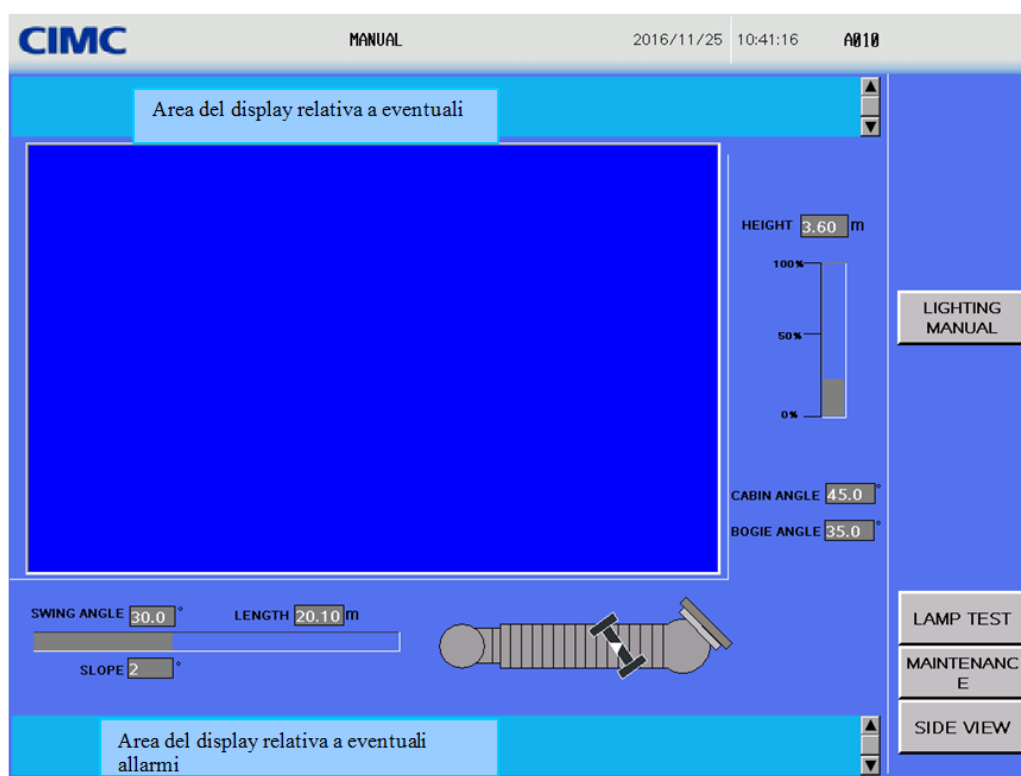 CIMC
MANUAL
2016/11/25
10:41:16
A010
Area del display relativa a eventuali
HEIGHT 3.60 m
100%
50%
0%
LIGHTING
MANUAL
CABIN ANGLE 45.0 °
BOGIE ANGLE 35.0 °
SWING ANGLE 30.0 °
LENGTH 20.10 m
SLOPE 2 °
LAMP TEST
MAINTENANC
E
SIDE VIEW
Area del display relativa a eventuali
allarmi